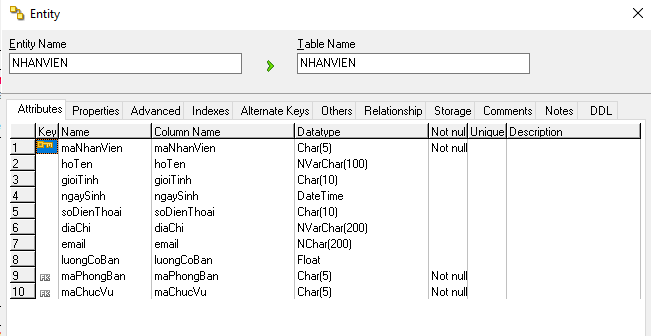 Entity
Entity Name
Table Name
NHANVIEN
NHANVIEN
Attributes Properties Advanced Indexes Alternate Keys Others Relationship Storage Comments Notes DDL
Key Name Column Name Datatype Not nul Unique Description
1 maNhanVien maNhanVien Char(5) Not null
2 hoTen hoTen NVarChar(100)
3 gioiTinh gioiTinh Char(10)
4 ngaySinh ngaySinh DateTime
5 soDienThoai soDienThoai Char(10)
6 diaChi diaChi NVarChar(200)
7 email email NChar(200)
8 luongCoBan luongCoBan Float
9 FK maPhongBan maPhongBan Char(5) Not null
10 FK maChucVu maChucVu Char(5) Not null